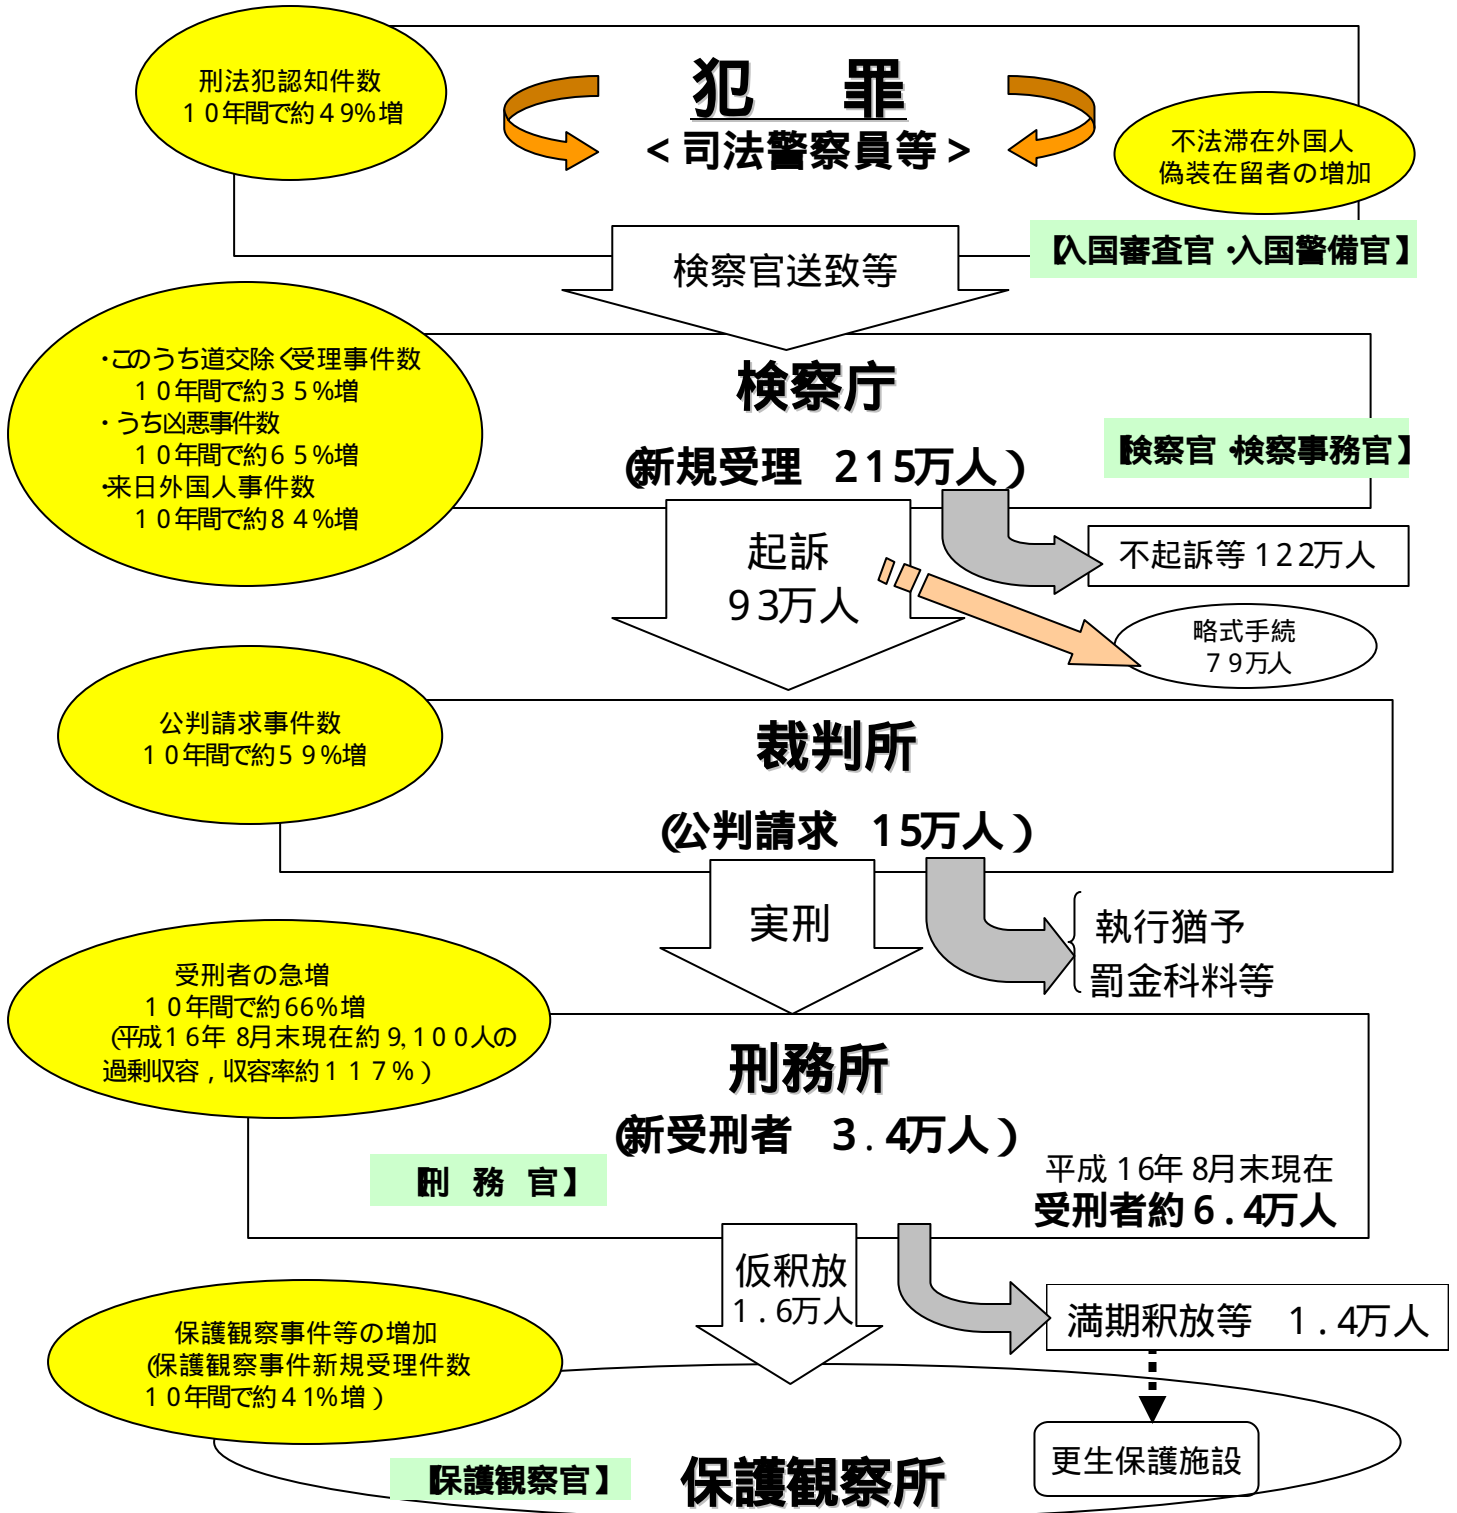 刑法犯認知件数
１０年間で約４９％増
犯　罪
＜司法警察員等＞
不法滞在外国人
偽装在留者の増加
【入国審査官・入国警備官】
検察官送致等
・このうち道交除く受理事件数
１０年間で約３５％増
・うち凶悪事件数
１０年間で約６５％増
・来日外国人事件数
１０年間で約８４％増
検察庁
（新規受理　２１５万人）
【検察官・検察事務官】
起訴
９３万人
不起訴等１２２万人
略式手続
７９万人
公判請求事件数
１０年間で約５９％増
裁判所
（公判請求　１５万人）
実刑
執行猶予
罰金科料等
受刑者の急増
１０年間で約６６％増
（平成１６年８月末現在約９,１００人の
過剰収容，収容率約１１７％）
刑務所
（新受刑者　３．４万人）
【刑　務　官】
平成１６年８月末現在
受刑者約６．４万人
仮釈放
１．６万人
満期釈放等　１．４万人
保護観察事件等の増加
（保護観察事件新規受理件数
１０年間で約４１％増）
更生保護施設
【保護観察官】
保護観察所